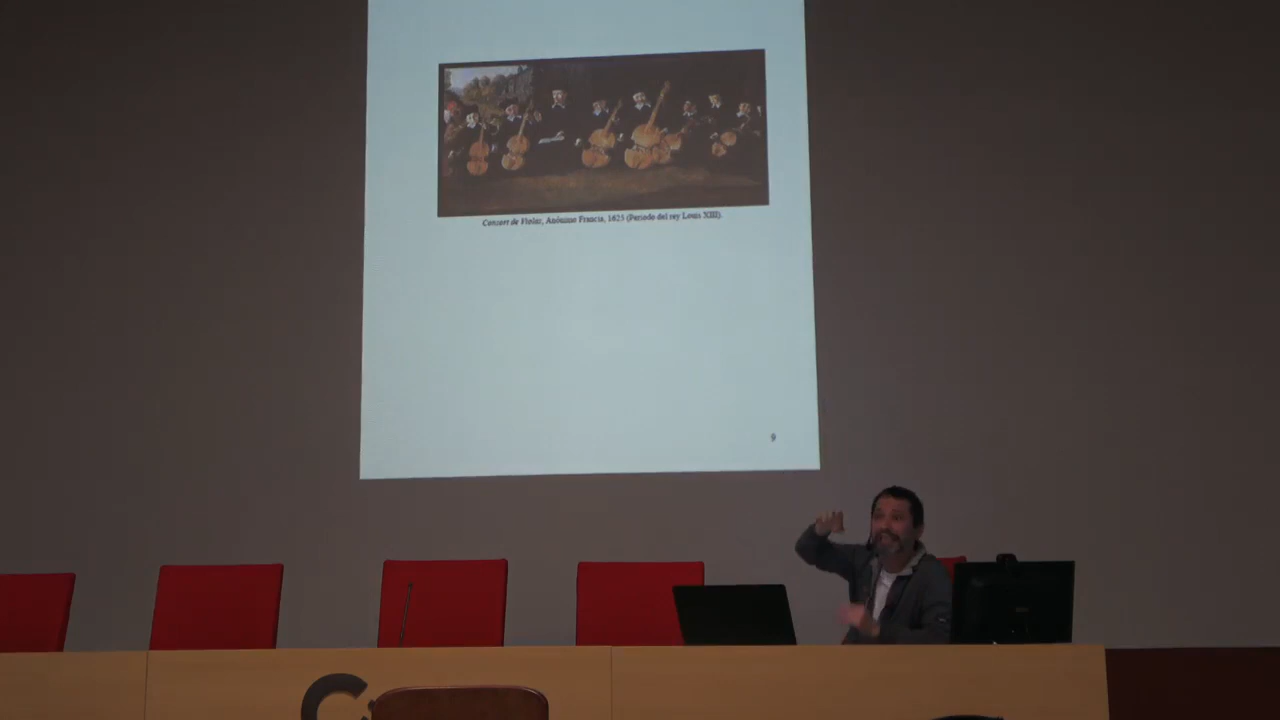 Concert de Violes, Anónimo Francia, 1625 (Periodo del rey Louis XIII).
9
C